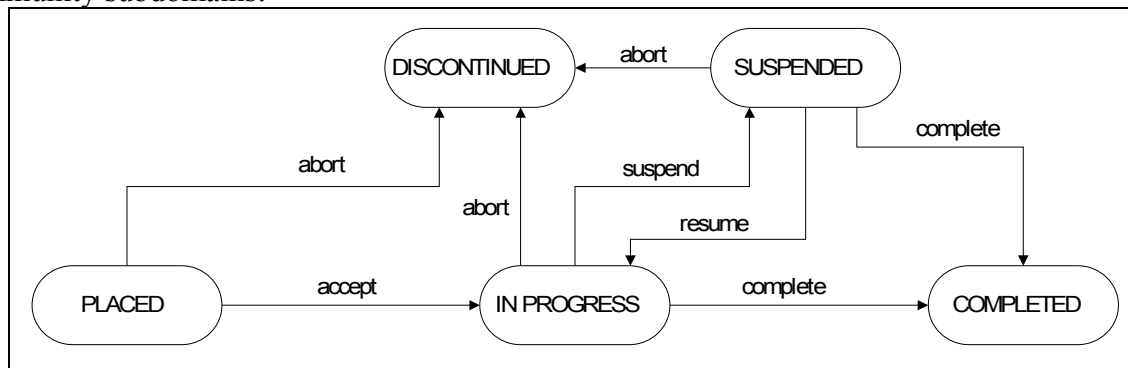 DISCONTINUED
abort
SUSPENDED
complete
abort
suspend
abort
resume
PLACED
accept
IN PROGRESS
complete
COMPLETED